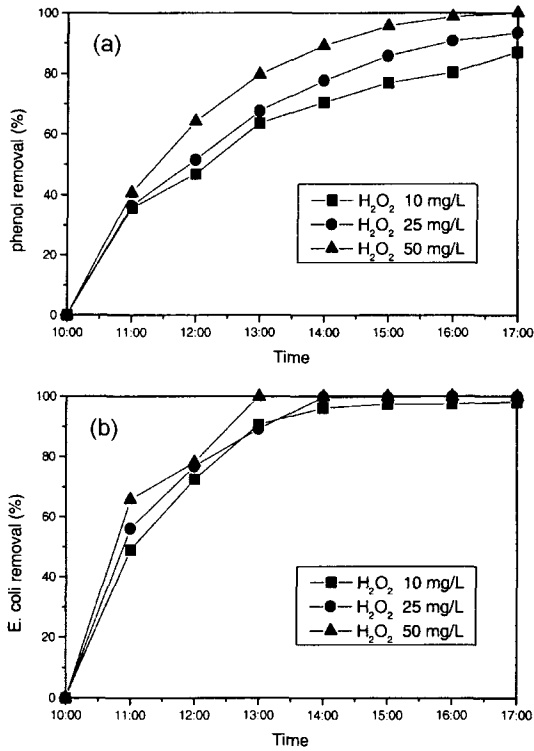 (a)
phenol removal (%)
100
80
60
40
20
0
H₂O₂ 10 mg/L
H₂O₂ 25 mg/L
H₂O₂ 50 mg/L
10:00 11:00 12:00 13:00 14:00 15:00 16:00 17:00
Time
(b)
E. coli removal (%)
100
80
60
40
20
0
H₂O₂ 10 mg/L
H₂O₂ 25 mg/L
H₂O₂ 50 mg/L
10:00 11:00 12:00 13:00 14:00 15:00 16:00 17:00
Time